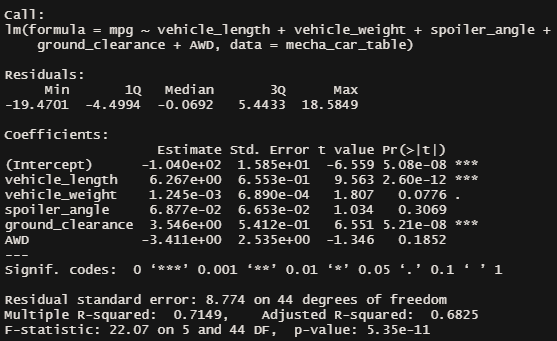 Call:
lm(formula = mpg ~ vehicle_length + vehicle_weight + spoiler_angle +
    ground_clearance + AWD, data = mecha_car_table)

Residuals:
     Min       1Q   Median       3Q      Max
-19.4701  -4.4994  -0.0692   5.4433  18.5849

Coefficients:
                   Estimate Std. Error t value Pr(>|t|)
(Intercept)      -1.040e+02  1.585e+01  -6.559 5.08e-08 ***
vehicle_length    6.267e+00  6.553e-01   9.563 2.60e-12 ***
vehicle_weight    1.245e-03  6.890e-04   1.807   0.0776 .
spoiler_angle     6.877e-02  6.653e-02   1.034   0.3069
ground_clearance  3.546e+00  5.412e-01   6.551 5.21e-08 ***
AWD              -3.411e+00  2.535e+00  -1.346   0.1852
---
Signif. codes:  0 ‘***’ 0.001 ‘**’ 0.01 ‘*’ 0.05 ‘.’ 0.1 ‘ ’ 1

Residual standard error: 8.774 on 44 degrees of freedom
Multiple R-squared:  0.7149,    Adjusted R-squared:  0.6825
F-statistic: 22.07 on 5 and 44 DF,  p-value: 5.35e-11